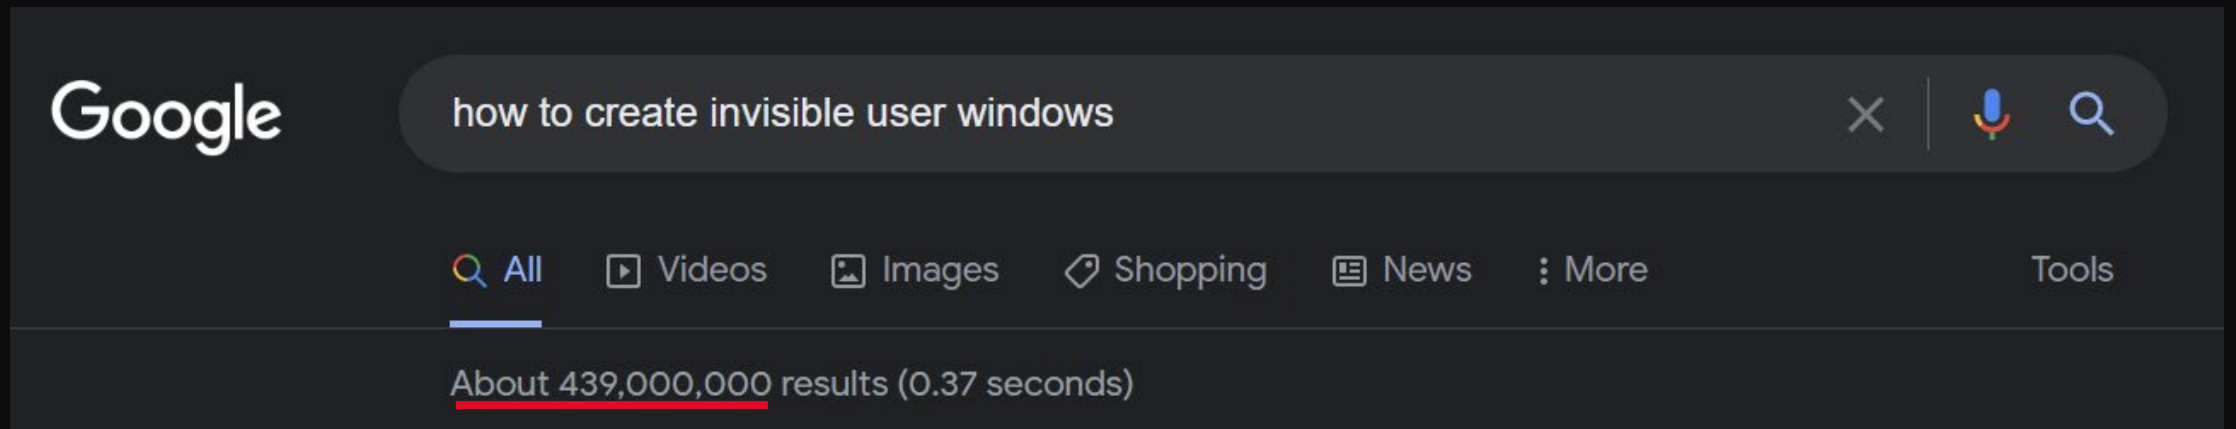 Google
how to create invisible user windows
All Videos Images Shopping News More Tools
About 439,000,000 results (0.37 seconds)